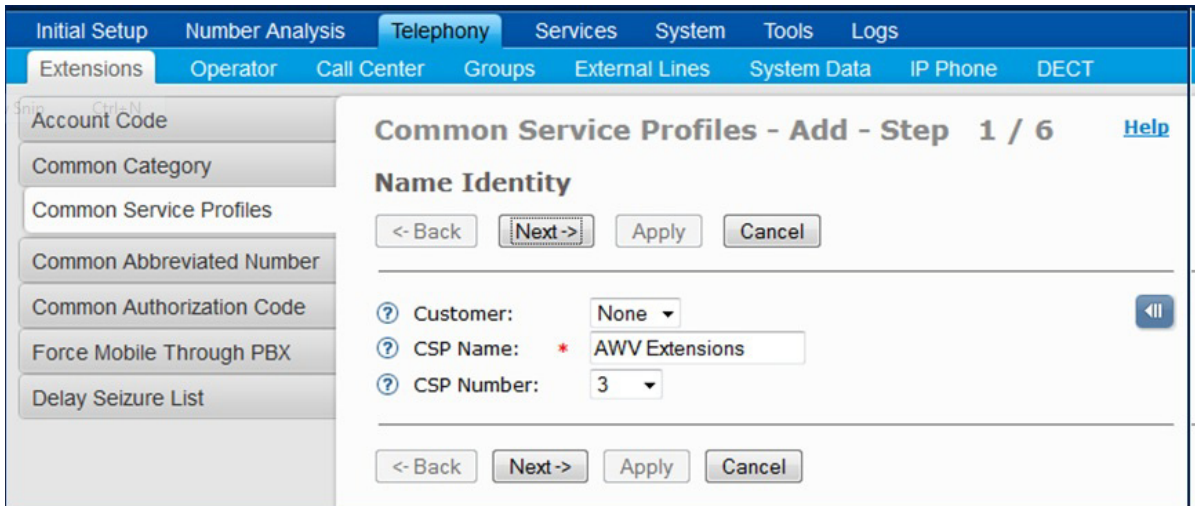 Initial Setup Number Analysis Telephony Services System Tools Logs
Extensions Operator Call Center Groups External Lines System Data IP Phone DECT
Snip Ctrl+N
Account Code
Common Category
Common Service Profiles
Common Abbreviated Number
Common Authorization Code
Force Mobile Through PBX
Delay Seizure List
Common Service Profiles - Add - Step 1 / 6 Help
Name Identity
<- Back Next -> Apply Cancel
? Customer: None
? CSP Name: * AWV Extensions
? CSP Number: 3
<- Back Next -> Apply Cancel